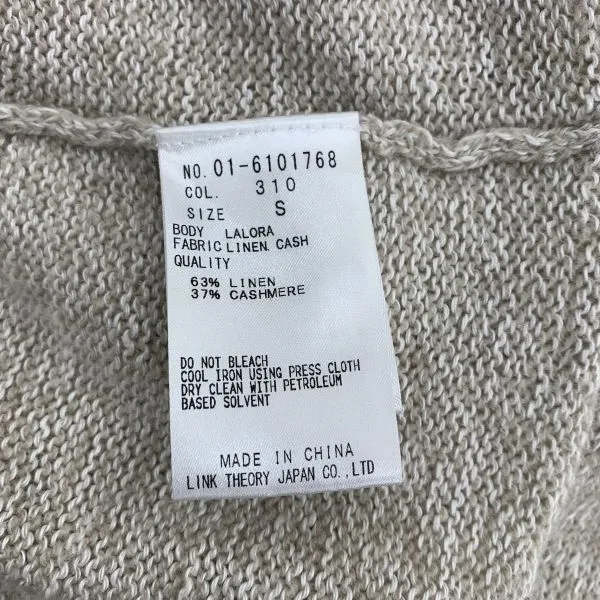 NO. 01-6101768
COL. 310
SIZE S
BODY LALORA
FABRIC LINEN. CASH
QUALITY
63% LINEN
37% CASHMERE
DO NOT BLEACH
COOL IRON USING PRESS CLOTH
DRY CLEAN WITH PETROLEUM
BASED SOLVENT
MADE IN CHINA
LINK THEORY JAPAN CO.,LTD